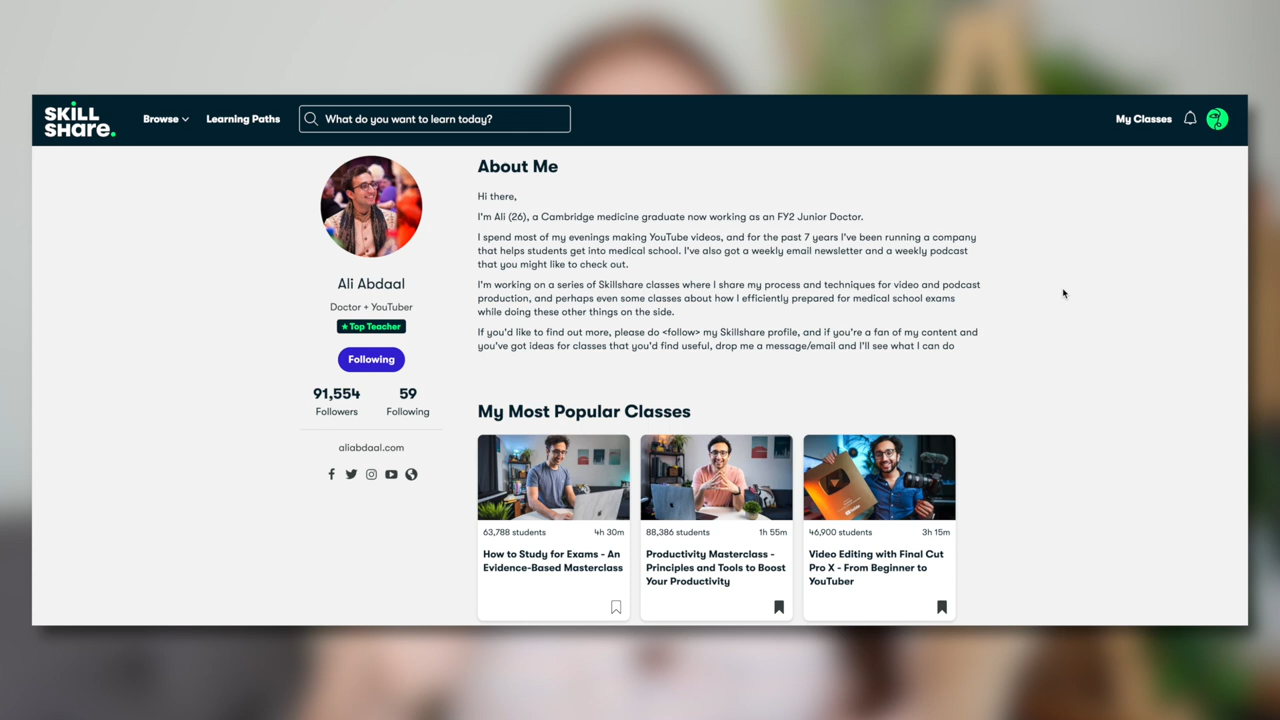 SKILL
SHARE.
Browse
Learning Paths
What do you want to learn today?
My Classes
Ali Abdaal
Doctor + YouTuber
★ Top Teacher
Following
91,554
Followers
59
Following
aliabdaal.com
About Me
Hi there,
I'm Ali (26), a Cambridge medicine graduate now working as an FY2 Junior Doctor.
I spend most of my evenings making YouTube videos, and for the past 7 years I've been running a company
that helps students get into medical school. I've also got a weekly email newsletter and a weekly podcast
that you might like to check out.
I'm working on a series of Skillshare classes where I share my process and techniques for video and podcast
production, and perhaps even some classes about how I efficiently prepared for medical school exams
while doing these other things on the side.
If you'd like to find out more, please do <follow> my Skillshare profile, and if you're a fan of my content and
you've got ideas for classes that you'd find useful, drop me a message/email and I'll see what I can do
My Most Popular Classes
63,788 students 4h 30m
How to Study for Exams - An
Evidence-Based Masterclass
88,386 students 1h 55m
Productivity Masterclass -
Principles and Tools to Boost
Your Productivity
46,900 students 3h 15m
Video Editing with Final Cut
Pro X - From Beginner to
YouTuber